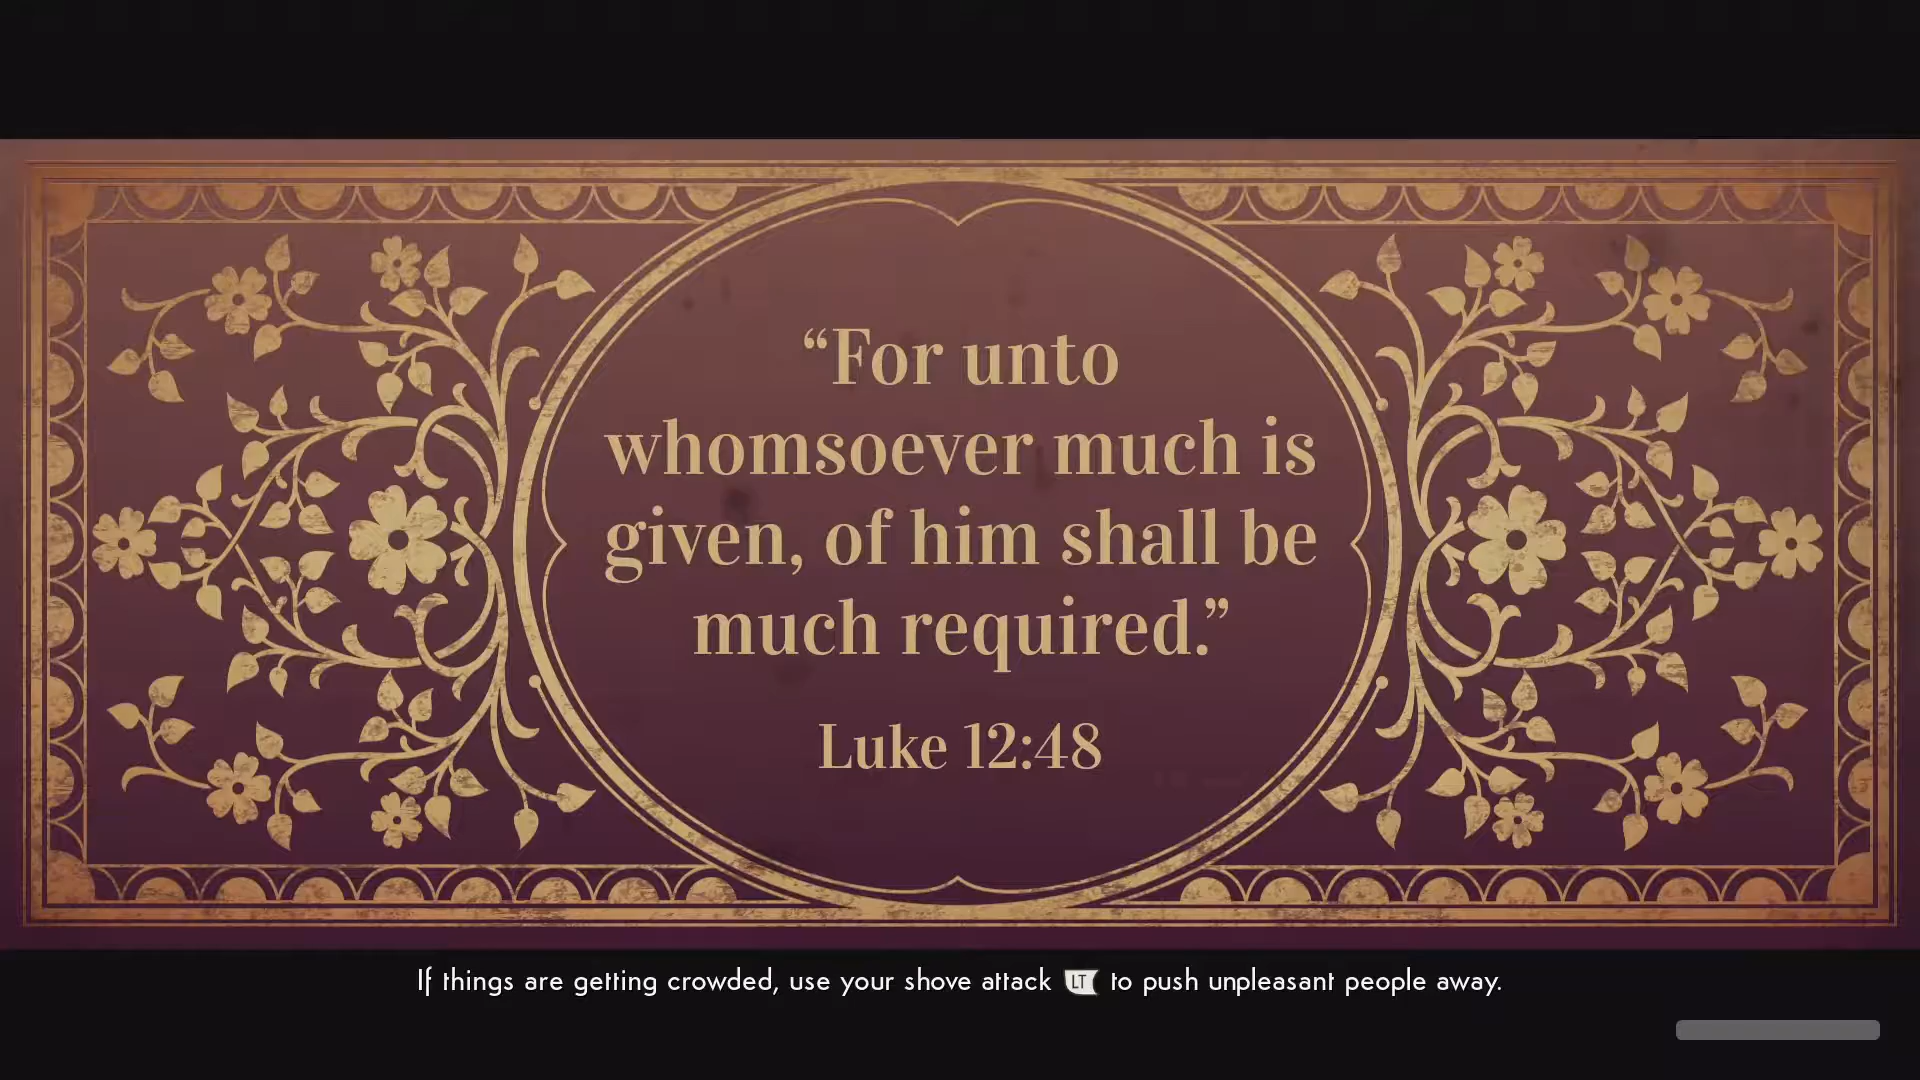 “For unto
whomsoever much is
given, of him shall be
much required.”
Luke 12:48
If things are getting crowded, use your shove attack LT to push unpleasant people away.